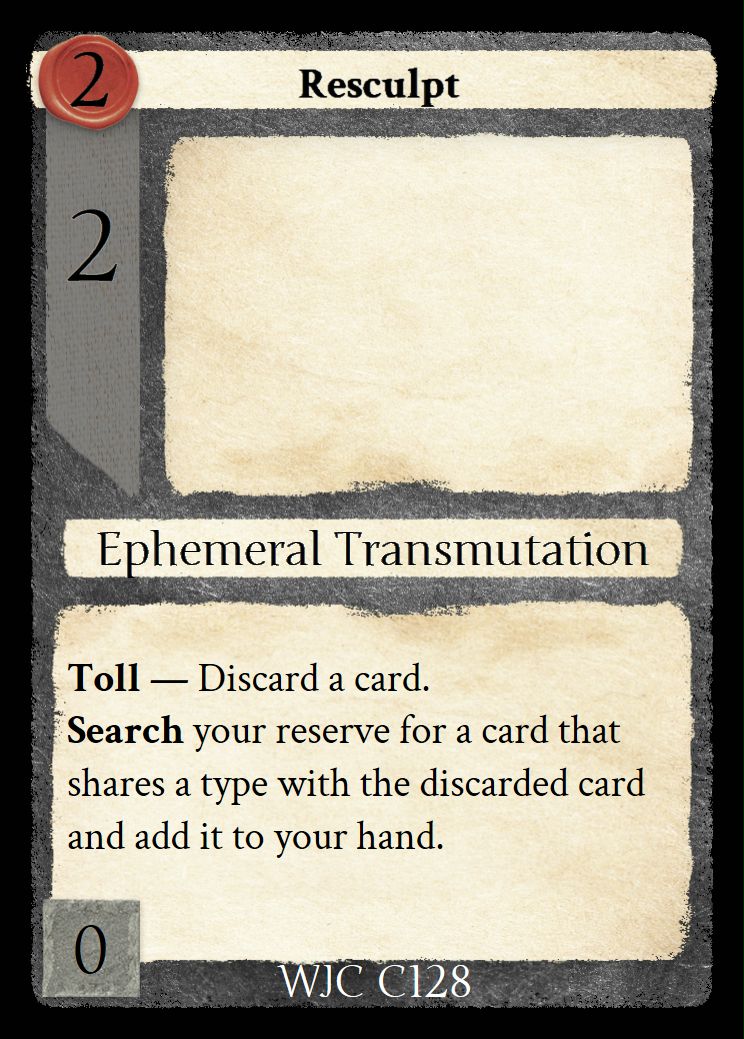 2
Resculpt
2
Ephemeral Transmutation
Toll — Discard a card.
Search your reserve for a card that
shares a type with the discarded card
and add it to your hand.
0
WJC C128